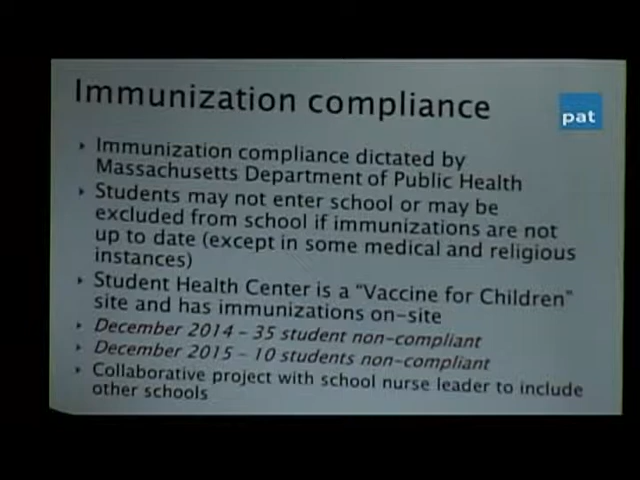 Immunization compliance
pat
‣ Immunization compliance dictated by
Massachusetts Department of Public Health
‣ Students may not enter school or may be
excluded from school if immunizations are not
up to date (except in some medical and religious
instances)
‣ Student Health Center is a "Vaccine for Children"
site and has immunizations on-site
‣ December 2014 – 35 student non-compliant
‣ December 2015 – 10 students non-compliant
‣ Collaborative project with school nurse leader to include
other schools